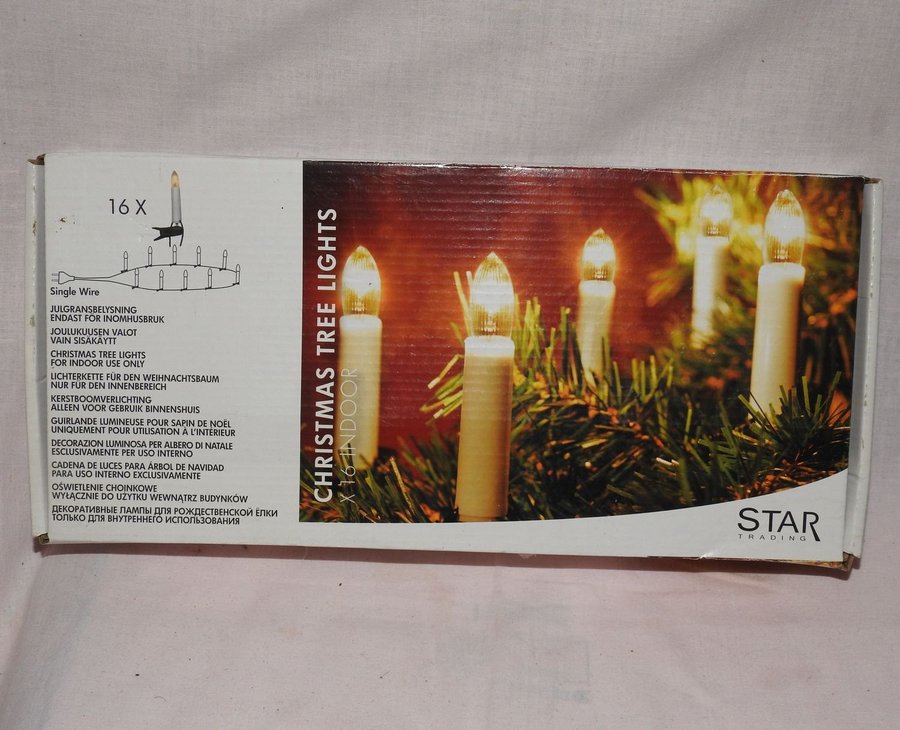 16 X
Single Wire
JULGRANSBELYSNING
ENDAST FÖR INOMHUSBRUK
JOULUKUUSEN VALOT
VAIN SISÄKÄYTT
CHRISTMAS TREE LIGHTS
FOR INDOOR USE ONLY
LICHTERKETTE FÜR DEN WEIHNACHTSBAUM
NUR FÜR DEN INNENBEREICH
KERSTBOOMVERLICHTING
ALLEEN VOOR GEBRUIK BINNENSHUIS
GUIRLANDE LUMINEUSE POUR SAPIN DE NOËL
UNIQUEMENT POUR UTILISATION À L'INTÉRIEUR
DECORAZION LUMINOSA PER ALBERO DI NATALE
ESCLUSIVAMENTE PER USO INTERNO
CADENA DE LUCES PARA ÁRBOL DE NAVIDAD
PARA USO INTERNO EXCLUSIVAMENTE
OŚWIETLENIE CHOINKOWE
WYŁĄCZNIE DO UŻYTKU WEWNĄTRZ BUDYNKÓW
ДЕКОРАТИВНЫЕ ЛАМПЫ ДЛЯ РОЖДЕСТВЕНСКОЙ ЁЛКИ
ТОЛЬКО ДЛЯ ВНУТРЕННЕГО ИСПОЛЬЗОВАНИЯ
CHRISTMAS TREE LIGHTS
X 16 INDOOR
STAR
TRADING